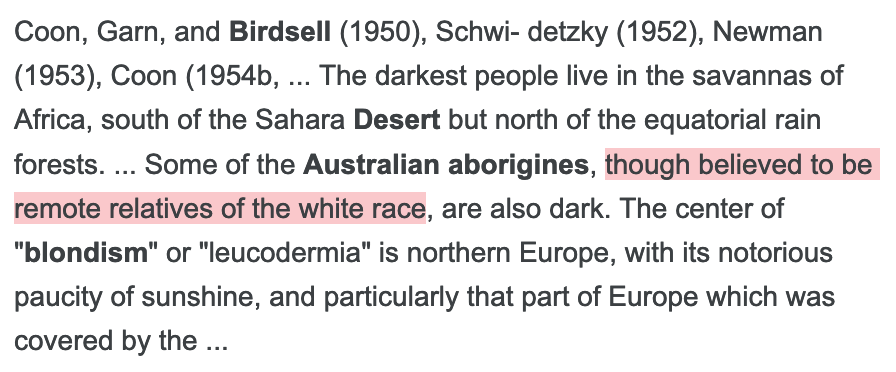 Coon, Garn, and Birdsell (1950), Schwi- detzky (1952), Newman
(1953), Coon (1954b, ... The darkest people live in the savannas of
Africa, south of the Sahara Desert but north of the equatorial rain
forests. ... Some of the Australian aborigines, though believed to be
remote relatives of the white race, are also dark. The center of
"blondism" or "leucodermia" is northern Europe, with its notorious
paucity of sunshine, and particularly that part of Europe which was
covered by the ...